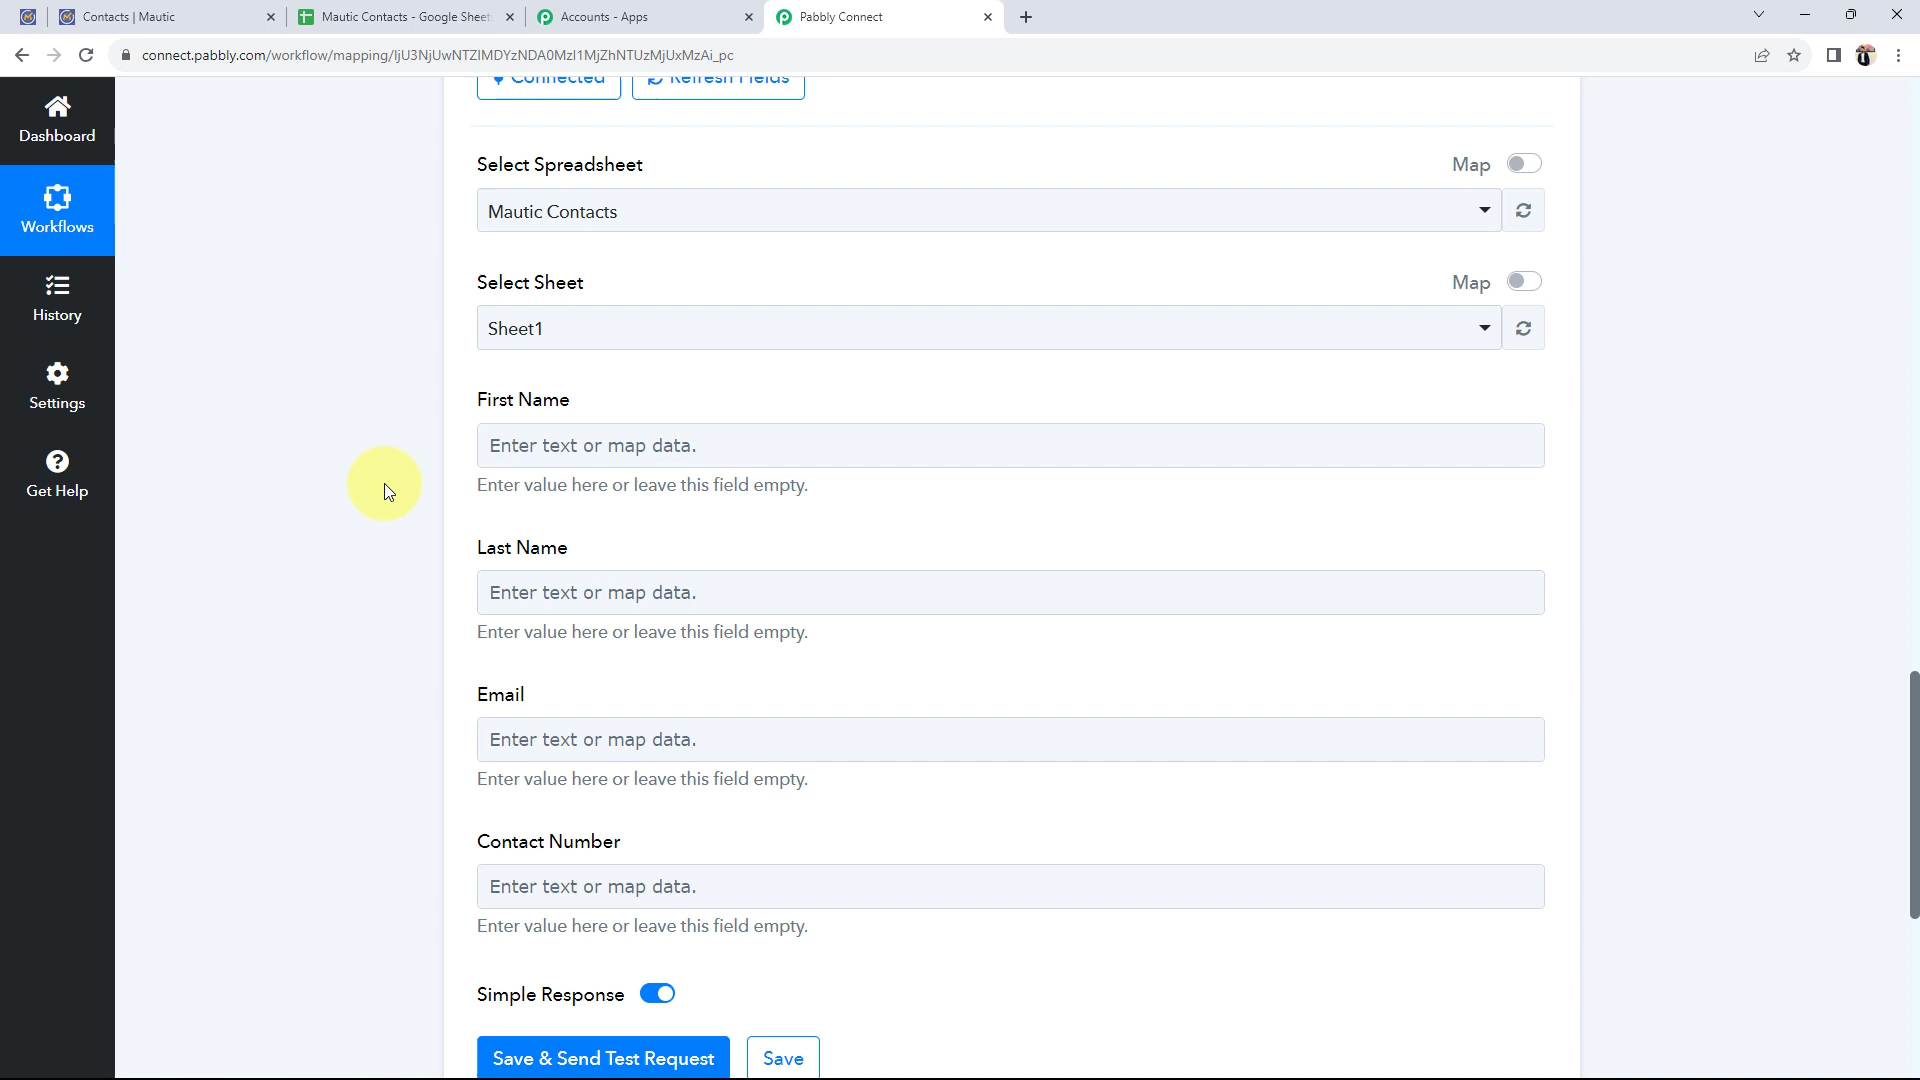 Contacts | Mautic
Mautic Contacts - Google Sheet
Accounts - Apps
Pabbly Connect
connect.pabbly.com/workflow/mapping/IjU3NjUwNTZlMDYzNDA0MzI1MjZhNTUzMjUxMzAi_pc
Connected
Refresh Fields
Dashboard
Workflows
History
Settings
Get Help
Select Spreadsheet
Map
Mautic Contacts
Select Sheet
Map
Sheet1
First Name
Enter text or map data.
Enter value here or leave this field empty.
Last Name
Enter text or map data.
Enter value here or leave this field empty.
Email
Enter text or map data.
Enter value here or leave this field empty.
Contact Number
Enter text or map data.
Enter value here or leave this field empty.
Simple Response
Save & Send Test Request
Save